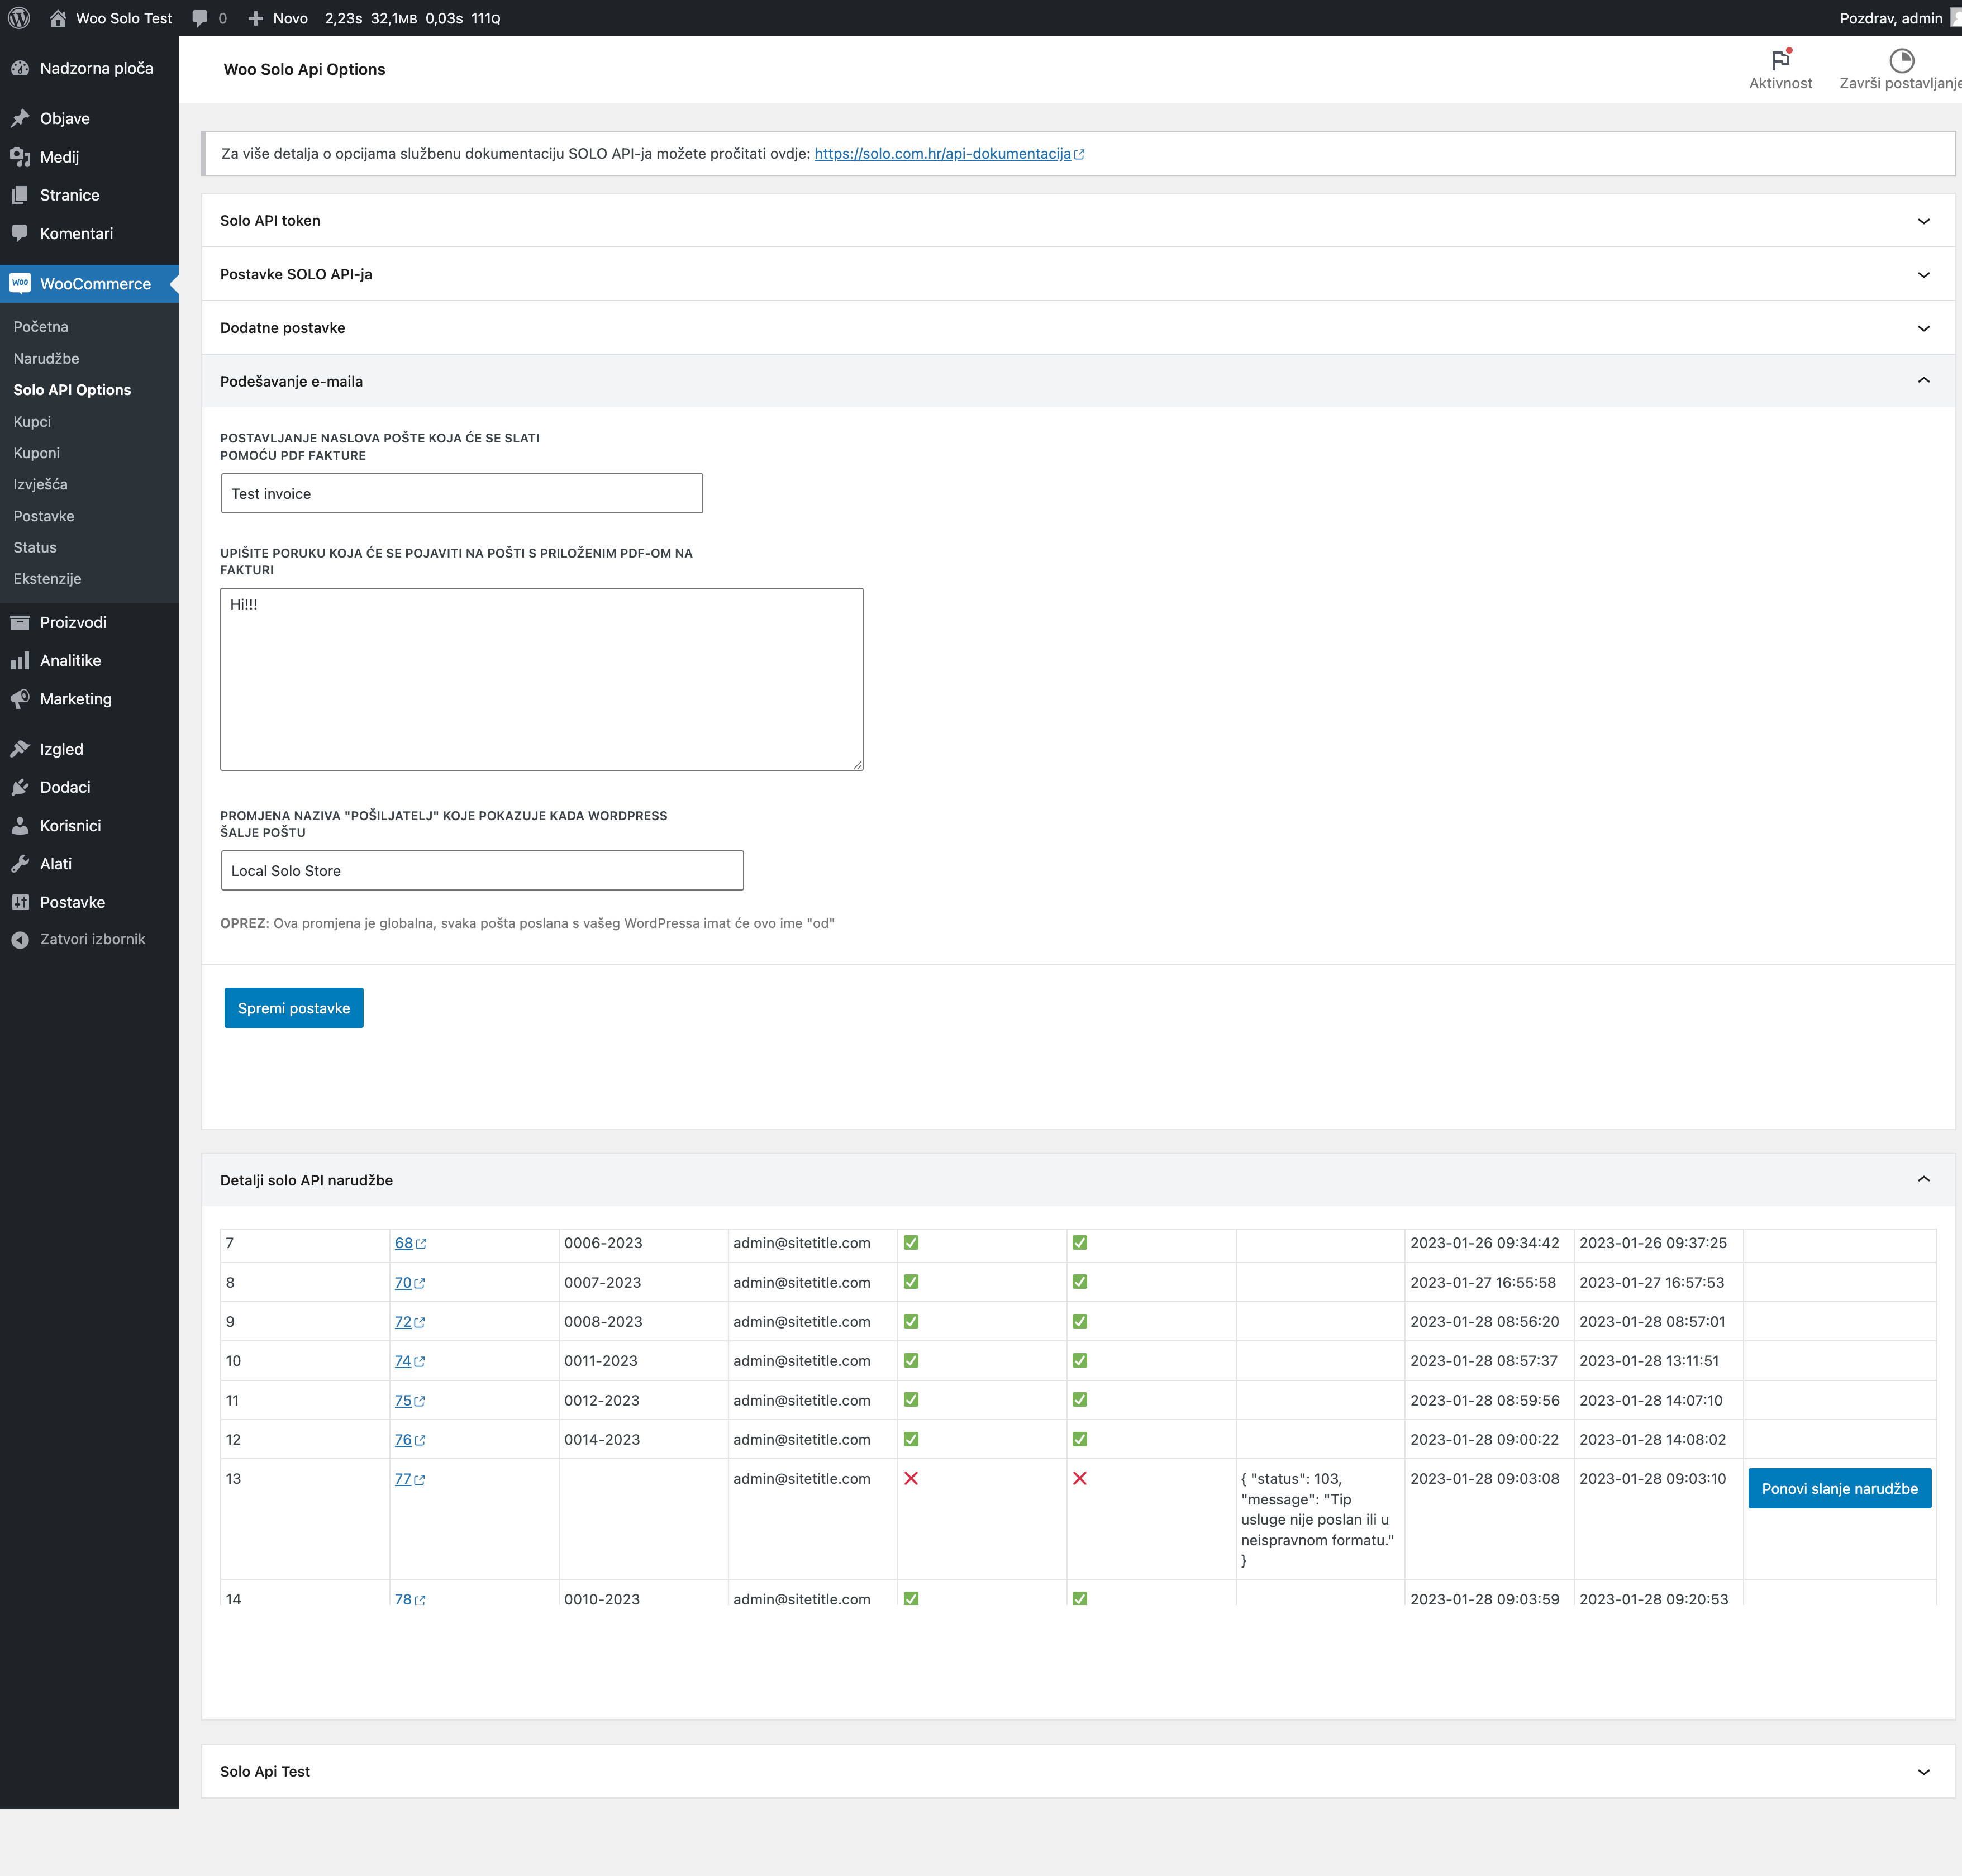 Woo Solo Test 0 Novo 2,23s 32,1MB 0,03s 111Q Pozdrav, admin
Nadzorna ploča
Objave
Medij
Stranice
Komentari
woo WooCommerce
Početna
Narudžbe
Solo API Options
Kupci
Kuponi
Izvješća
Postavke
Status
Ekstenzije
Proizvodi
Analitike
Marketing
Izgled
Dodaci
Korisnici
Alati
Postavke
Zatvori izbornik
Woo Solo Api Options
Aktivnost
Završi postavljanje
Za više detalja o opcijama službenu dokumentaciju SOLO API-ja možete pročitati ovdje: https://solo.com.hr/api-dokumentacija
Solo API token
Postavke SOLO API-ja
Dodatne postavke
Podešavanje e-maila
POSTAVLJANJE NASLOVA POŠTE KOJA ĆE SE SLATI
POMOĆU PDF FAKTURE
Test invoice
UPIŠITE PORUKU KOJA ĆE SE POJAVITI NA POŠTI S PRILOŽENIM PDF-OM NA
FAKTURI
Hi!!!
PROMJENA NAZIVA "POŠILJATELJ" KOJE POKAZUJE KADA WORDPRESS
ŠALJE POŠTU
Local Solo Store
OPREZ: Ova promjena je globalna, svaka pošta poslana s vašeg WordPressa imat će ovo ime "od"
Spremi postavke
Detalji solo API narudžbe
7 68 0006-2023 admin@sitetitle.com 2023-01-26 09:34:42 2023-01-26 09:37:25
8 70 0007-2023 admin@sitetitle.com 2023-01-27 16:55:58 2023-01-27 16:57:53
9 72 0008-2023 admin@sitetitle.com 2023-01-28 08:56:20 2023-01-28 08:57:01
10 74 0011-2023 admin@sitetitle.com 2023-01-28 08:57:37 2023-01-28 13:11:51
11 75 0012-2023 admin@sitetitle.com 2023-01-28 08:59:56 2023-01-28 14:07:10
12 76 0014-2023 admin@sitetitle.com 2023-01-28 09:00:22 2023-01-28 14:08:02
13 77 admin@sitetitle.com { "status": 103, 2023-01-28 09:03:08 2023-01-28 09:03:10 Ponovi slanje narudžbe
"message": "Tip
usluge nije poslan ili u
neispravnom formatu."
}
14 78 0010-2023 admin@sitetitle.com 2023-01-28 09:03:59 2023-01-28 09:20:53
Solo Api Test